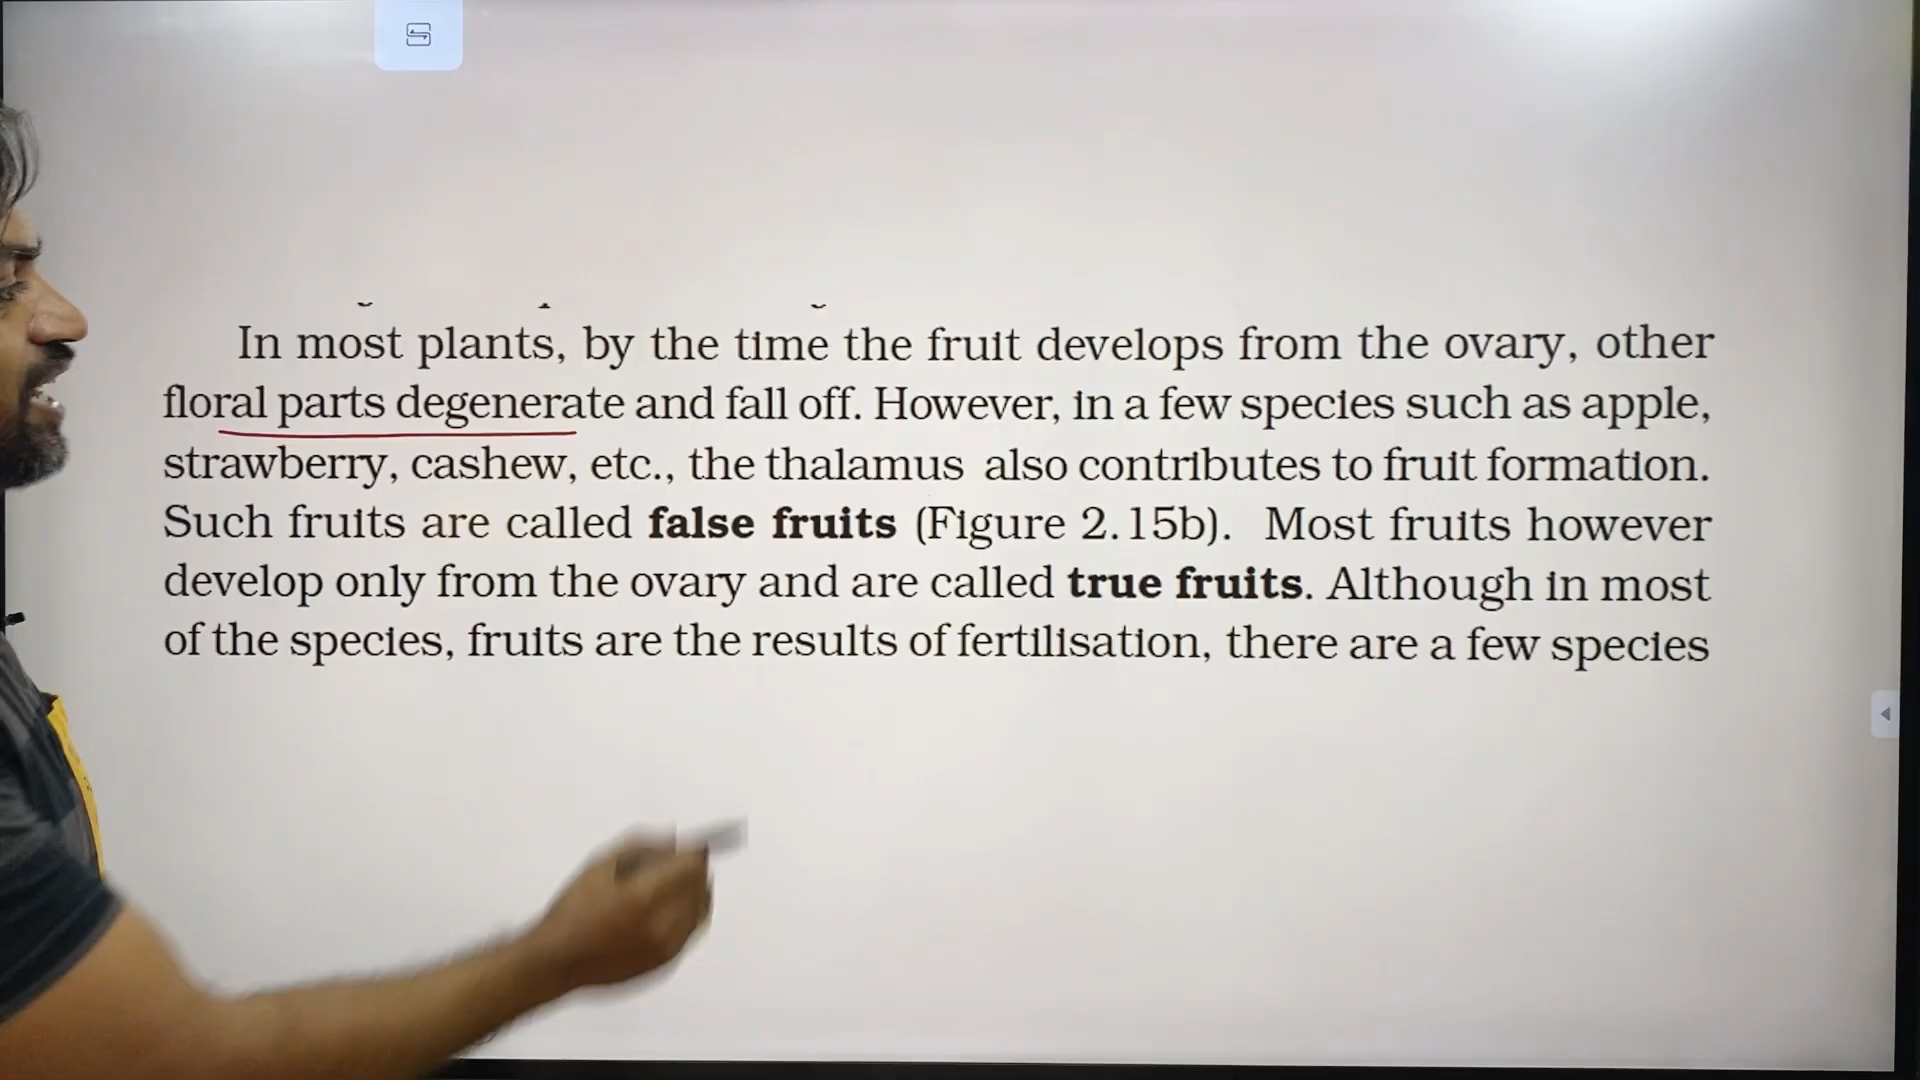 In most plants, by the time the fruit develops from the ovary, other
floral parts degenerate and fall off. However, in a few species such as apple,
strawberry, cashew, etc., the thalamus also contributes to fruit formation.
Such fruits are called false fruits (Figure 2.15b). Most fruits however
develop only from the ovary and are called true fruits. Although in most
of the species, fruits are the results of fertilisation, there are a few species